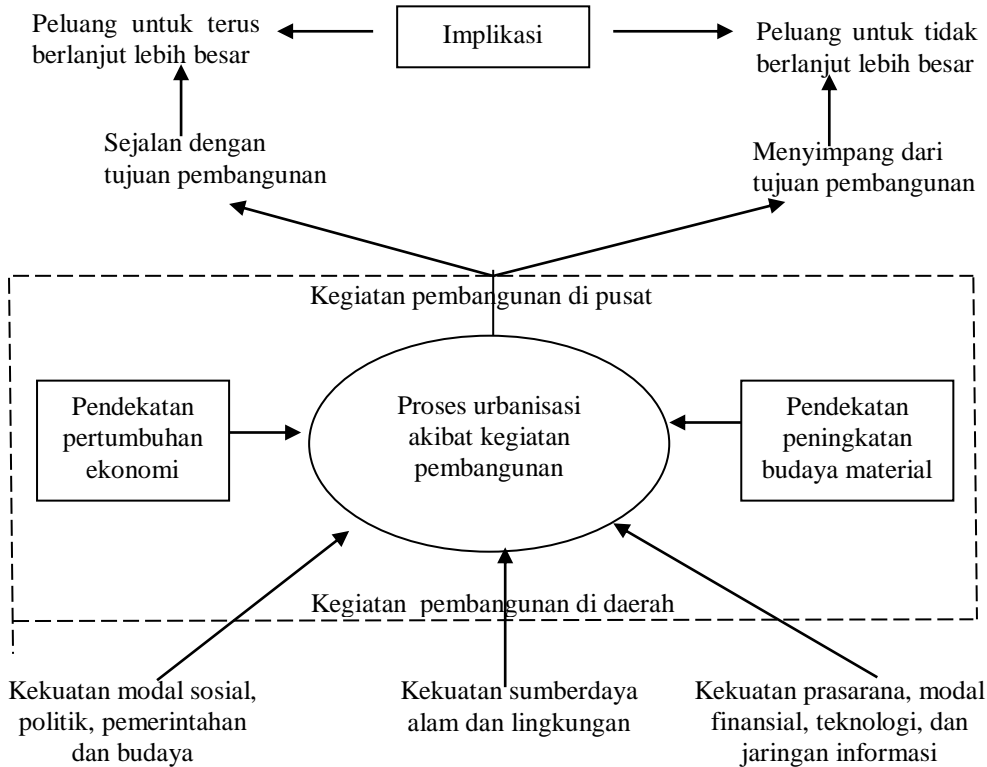 Peluang untuk terus
berlanjut lebih besar
Implikasi
Peluang untuk tidak
berlanjut lebih besar
Sejalan dengan
tujuan pembangunan
Menyimpang dari
tujuan pembangunan
Kegiatan pembangunan di pusat
Pendekatan
pertumbuhan
ekonomi
Proses urbanisasi
akibat kegiatan
pembangunan
Pendekatan
peningkatan
budaya material
Kegiatan pembangunan di daerah
Kekuatan modal sosial,
politik, pemerintahan
dan budaya
Kekuatan sumberdaya
alam dan lingkungan
Kekuatan prasarana, modal
finansial, teknologi, dan
jaringan informasi